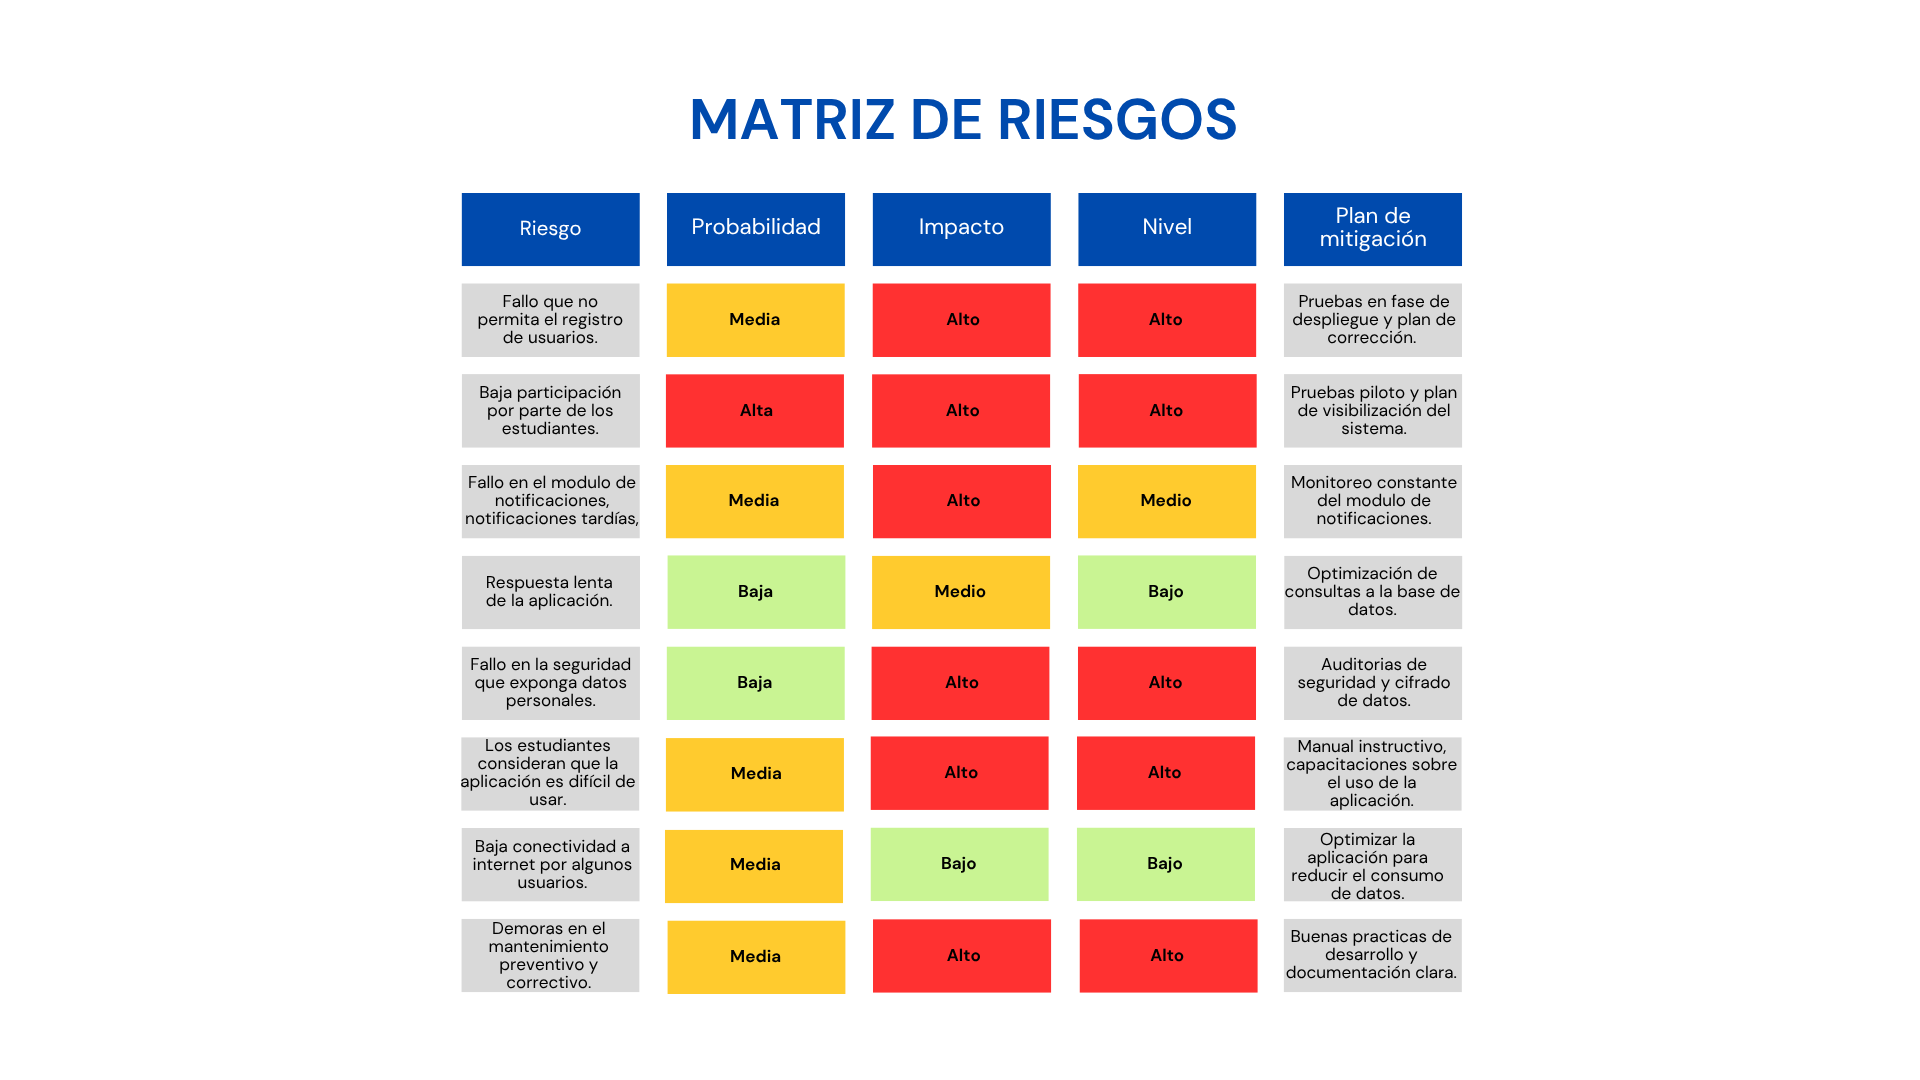 MATRIZ DE RIESGOS
Riesgo
Probabilidad
Impacto
Nivel
Plan de
mitigación
Fallo que no
permita el registro
de usuarios.
Media
Alto
Alto
Pruebas en fase de
despliegue y plan de
corrección.
Baja participación
por parte de los
estudiantes.
Alta
Alto
Alto
Pruebas piloto y plan
de visibilización del
sistema.
Fallo en el modulo de
notificaciones,
notificaciones tardías,
Media
Alto
Medio
Monitoreo constante
del modulo de
notificaciones.
Respuesta lenta
de la aplicación.
Baja
Medio
Bajo
Optimización de
consultas a la base de
datos.
Fallo en la seguridad
que exponga datos
personales.
Baja
Alto
Alto
Auditorias de
seguridad y cifrado
de datos.
Los estudiantes
consideran que la
aplicación es difícil de
usar.
Media
Alto
Alto
Manual instructivo,
capacitaciones sobre
el uso de la
aplicación.
Baja conectividad a
internet por algunos
usuarios.
Media
Bajo
Bajo
Optimizar la
aplicación para
reducir el consumo
de datos.
Demoras en el
mantenimiento
preventivo y
correctivo.
Media
Alto
Alto
Buenas practicas de
desarrollo y
documentación clara.